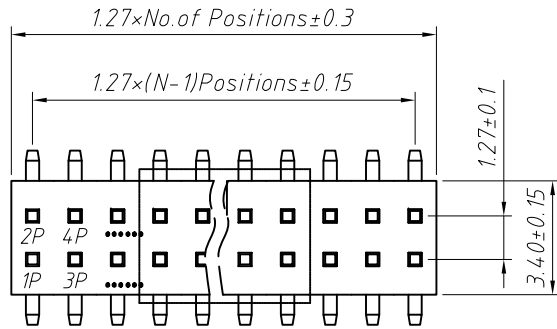 1.27×No.of Positions±0.3
1.27×(N-1)Positions±0.15
1.27±0.1
3.40±0.15
2P 4P ......
1P 3P ......